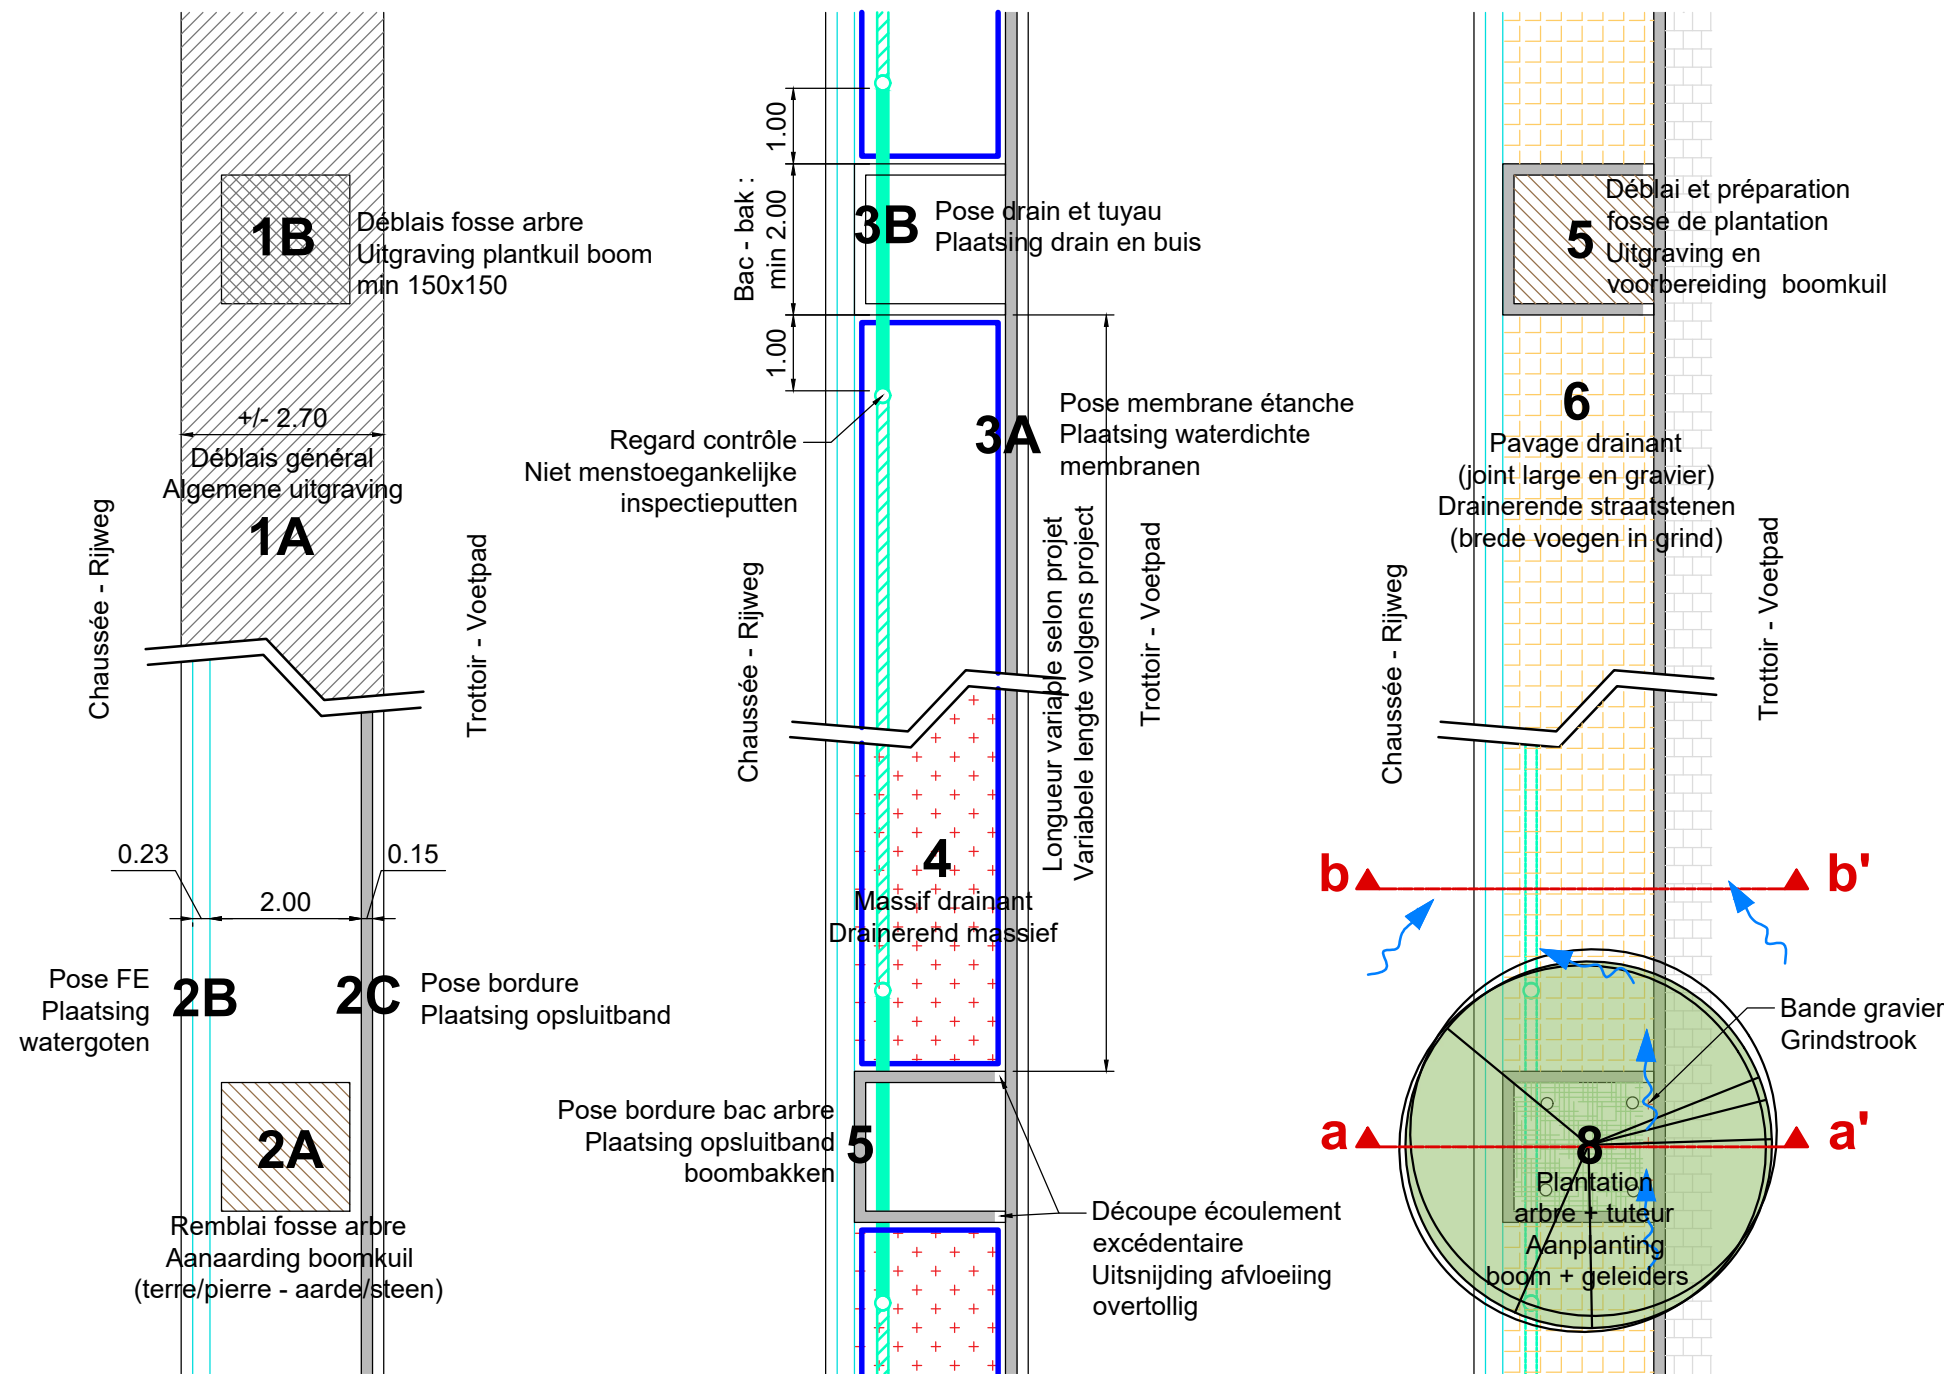 1B
Déblais fosse arbre
Uitgraving plantkuil boom
min 150x150
+/- 2.70
Déblais général
Algemene uitgraving
1A
Chaussée - Rijweg
Trottoir - Voetpad
0.23
0.15
2.00
Pose FE
Plaatsing
watergoten
2B
2C
Pose bordure
Plaatsing opsluitband
2A
Remblai fosse arbre
Aanaarding boomkuil
(terre/pierre - aarde/steen)
1.00
Bac - bak :
min 2.00
1.00
3B
Pose drain et tuyau
Plaatsing drain en buis
Regard contrôle
Niet menstoegankelijke
inspectieputten
3A
Pose membrane étanche
Plaatsing waterdichte
membranen
Chaussée - Rijweg
Longueur variable selon projet
Variabele lengte volgens project
Trottoir - Voetpad
4
Massif drainant
Drainerend massief
Pose bordure bac arbre
Plaatsing opsluitband
boombakken
5
Découpe écoulement
excédentaire
Uitsnijding afvloeiing
overtollig
5
Déblai et préparation
fosse de plantation
Uitgraving en
voorbereiding  boomkuil
6
Pavage drainant
(joint large en gravier)
Drainerende straatstenen
(brede voegen in grind)
Chaussée - Rijweg
Trottoir - Voetpad
b
b'
Bande gravier
Grindstrook
a
a'
8
Plantation
arbre + tuteur
Aanplanting
boom + geleiders